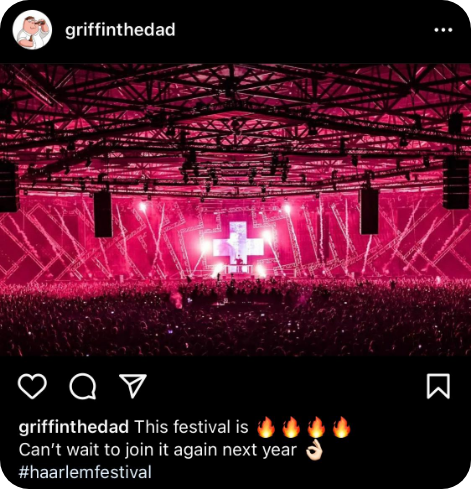 griffinthedad
griffinthedad This festival is 🔥🔥🔥🔥
Can’t wait to join it again next year 👌🏻
#haarlemfestival